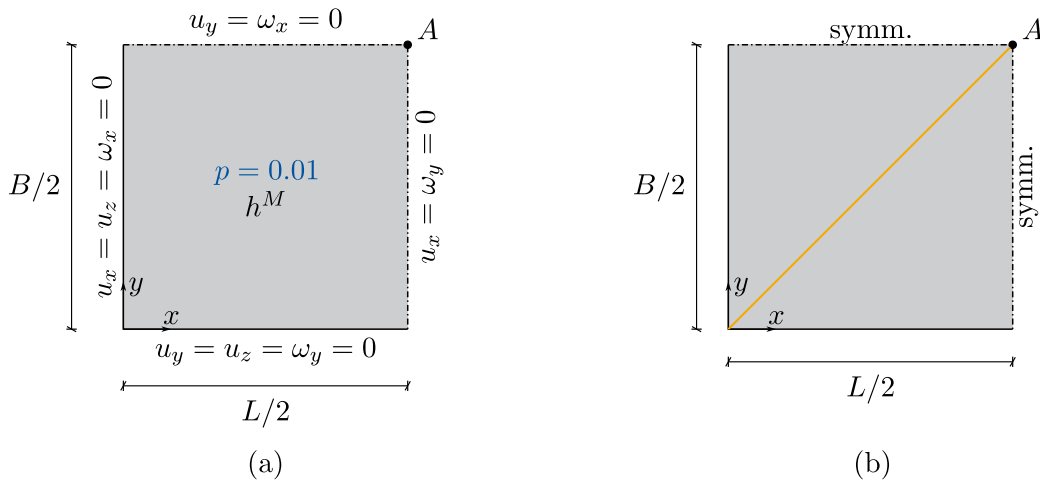 u_y = ω_x = 0
A
u_x = u_z = ω_x = 0
B/2
p = 0.01
h^M
u_x = ω_y = 0
y
x
u_y = u_z = ω_y = 0
L/2
(a)
symm.
A
B/2
symm.
y
x
L/2
(b)